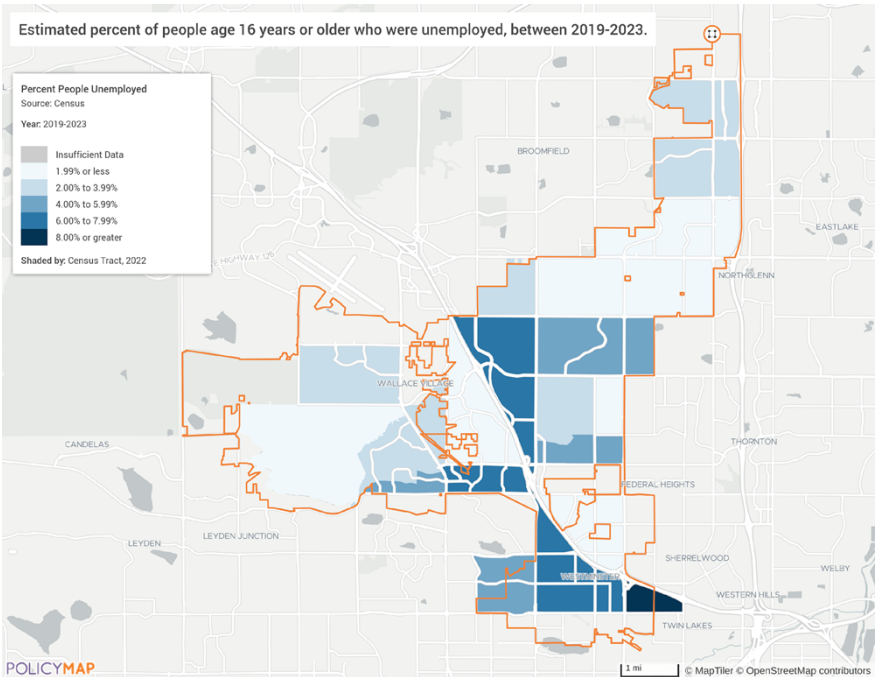 Estimated percent of people age 16 years or older who were unemployed, between 2019-2023.
Percent People Unemployed
Source: Census
Year: 2019-2023
Insufficient Data
1.99% or less
2.00% to 3.99%
4.00% to 5.99%
6.00% to 7.99%
8.00% or greater
Shaded by: Census Tract, 2022
BROOMFIELD
EASTLAKE
HIGHWAY 128
NORTHGLENN
WALLACE VILLAGE
CANDELAS
THORNTON
FEDERAL HEIGHTS
LEYDEN JUNCTION
LEYDEN
SHERRELWOOD
WELBY
WESTMINSTER
WESTERN HILLS
TWIN LAKES
POLICYMAP
1 mi
© MapTiler © OpenStreetMap contributors